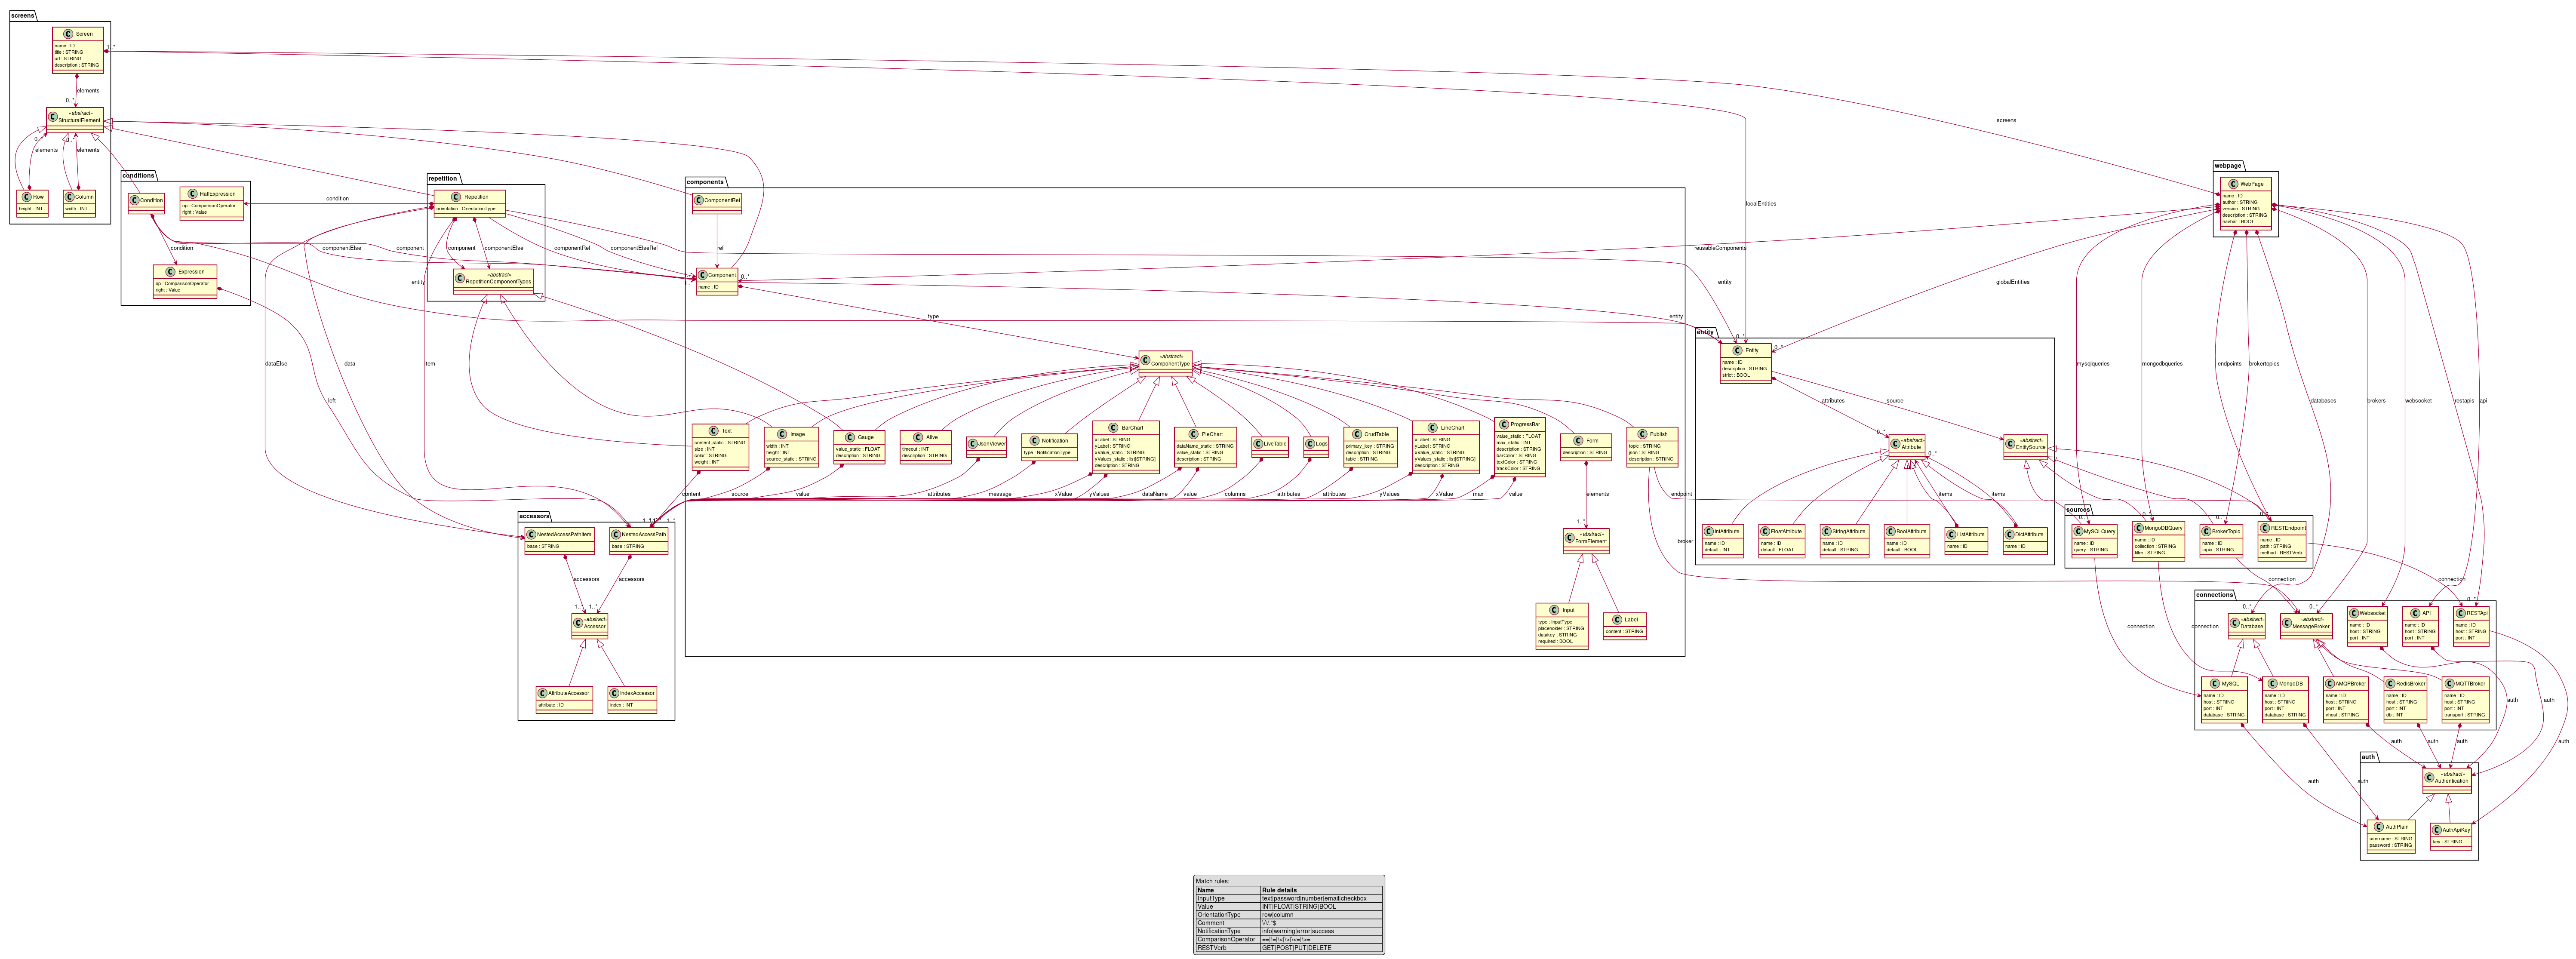 screens
Screen
name : ID
title : STRING
url : STRING
description : STRING
1..*
elements
0..*
«abstract»
StructuralElement
0..*
elements
0..*
elements
Row
height : INT
Column
width : INT
screens
localEntities
conditions
Condition
HalfExpression
op : ComparisonOperator
right : Value
condition
condition
Expression
op : ComparisonOperator
right : Value
componentElse
component
left
repetition
Repetition
orientation : OrientationType
component
componentElse
«abstract»
RepetitionComponentTypes
componentRef
componentElseRef
entity
entity
dataElse
data
item
components
ComponentRef
ref
Component
name : ID
0..*
type
entity
reusableComponents
«abstract»
ComponentType
Text
content_static : STRING
size : INT
color : STRING
weight : INT
Image
width : INT
height : INT
source_static : STRING
Gauge
value_static : FLOAT
description : STRING
Alive
timeout : INT
description : STRING
JsonViewer
Notification
type : NotificationType
BarChart
xLabel : STRING
yLabel : STRING
xValue_static : STRING
yValues_static : list[STRING]
description : STRING
PieChart
dataName_static : STRING
value_static : STRING
description : STRING
LiveTable
Logs
CrudTable
primary_key : STRING
description : STRING
table : STRING
LineChart
xLabel : STRING
yLabel : STRING
xValue_static : STRING
yValues_static : list[STRING]
description : STRING
ProgressBar
value_static : FLOAT
max_static : INT
description : STRING
barColor : STRING
textColor : STRING
trackColor : STRING
Form
description : STRING
Publish
topic : STRING
json : STRING
description : STRING
content
source
value
attributes
message
xValue
yValues
dataName
value
columns
attributes
attributes
yValues
xValue
max
value
elements
endpoint
broker
1..*
«abstract»
FormElement
Input
type : InputType
placeholder : STRING
datakey : STRING
required : BOOL
Label
content : STRING
accessors
NestedAccessPathItem
base : STRING
NestedAccessPath
base : STRING
1..*
accessors
accessors
1..*
1..*
«abstract»
Accessor
AttributeAccessor
attribute : ID
IndexAccessor
index : INT
entity
0..*
0..*
Entity
name : ID
description : STRING
strict : BOOL
attributes
source
0..*
«abstract»
Attribute
0..*
«abstract»
EntitySource
items
items
IntAttribute
name : ID
default : INT
FloatAttribute
name : ID
default : FLOAT
StringAttribute
name : ID
default : STRING
BoolAttribute
name : ID
default : BOOL
ListAttribute
name : ID
DictAttribute
name : ID
webpage
WebPage
name : ID
author : STRING
version : STRING
description : STRING
navbar : BOOL
globalEntities
mysqlqueries
mongodbqueries
endpoints
brokertopics
databases
brokers
websocket
restapis
api
sources
0..*
0..*
0..*
MySQLQuery
name : ID
query : STRING
MongoDBQuery
name : ID
collection : STRING
filter : STRING
BrokerTopic
name : ID
topic : STRING
RESTEndpoint
name : ID
path : STRING
method : RESTVerb
connection
connection
connection
connection
connections
0..*
0..*
0..*
«abstract»
Database
«abstract»
MessageBroker
Websocket
name : ID
host : STRING
port : INT
API
name : ID
host : STRING
port : INT
RESTApi
name : ID
host : STRING
port : INT
MySQL
name : ID
host : STRING
port : INT
database : STRING
MongoDB
name : ID
host : STRING
port : INT
database : STRING
AMQPBroker
name : ID
host : STRING
port : INT
vhost : STRING
RedisBroker
name : ID
host : STRING
port : INT
db : INT
MQTTBroker
name : ID
host : STRING
port : INT
transport : STRING
auth
auth
auth
auth
auth
auth
auth
auth
auth
«abstract»
Authentication
AuthPlain
username : STRING
password : STRING
AuthApiKey
key : STRING
Match rules:
Name Rule details
InputType text|password|number|email|checkbox
Value INT|FLOAT|STRING|BOOL
OrientationType row|column
Comment
NotificationType info|warning|error|success
ComparisonOperator
RESTVerb GET|POST|PUT|DELETE